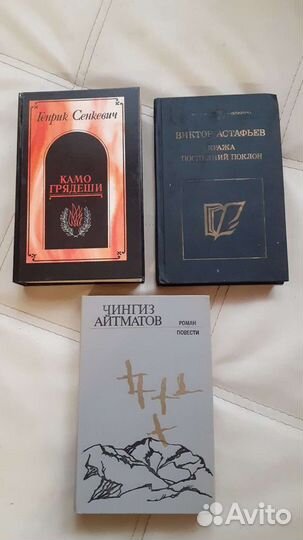 Генрик Сенкевич
КАМО
ГРЯДЕШИ
ВИКТОР АСТАФЬЕВ
КРАЖА
ПОСЛЕДНИЙ ПОКЛОН
ЧИНГИЗ
АЙТМАТОВ
РОМАН
ПОВЕСТИ
Avito